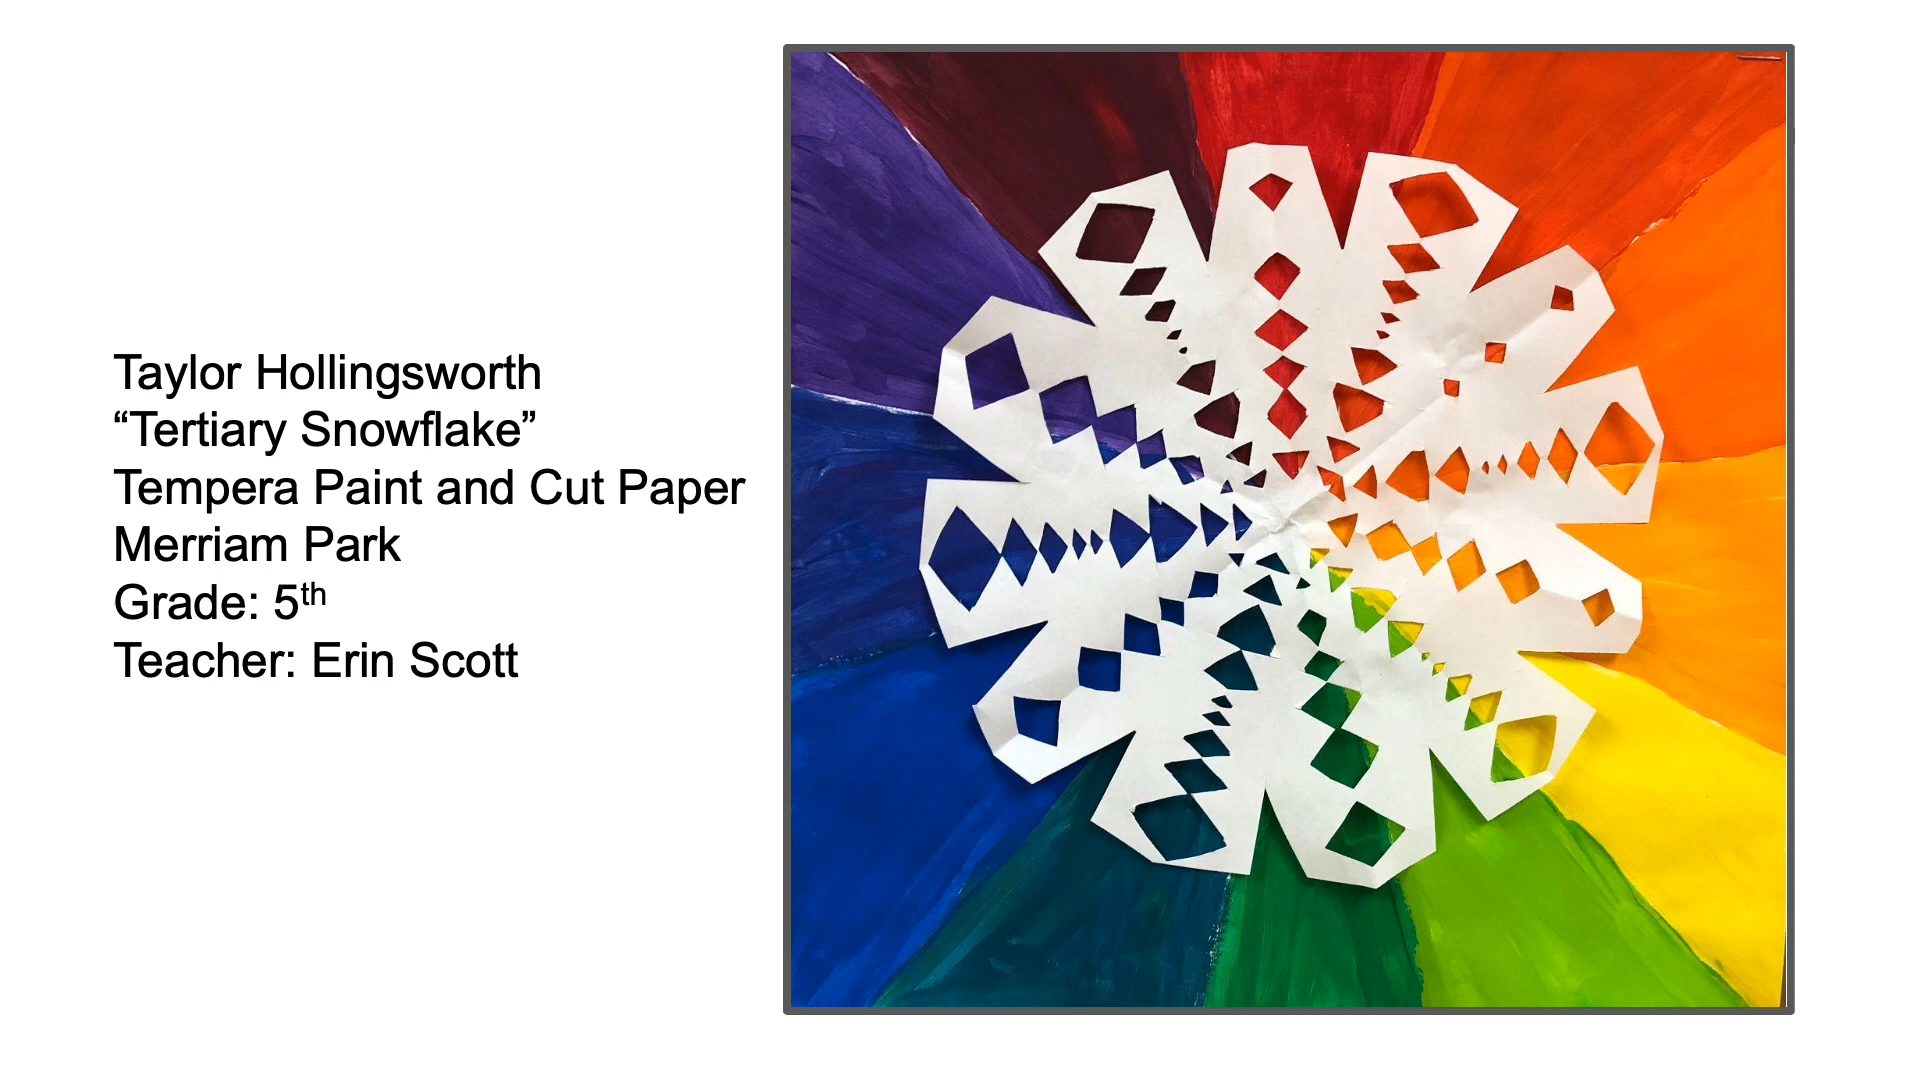 Taylor Hollingsworth
“Tertiary Snowflake”
Tempera Paint and Cut Paper
Merriam Park
Grade: 5th
Teacher: Erin Scott